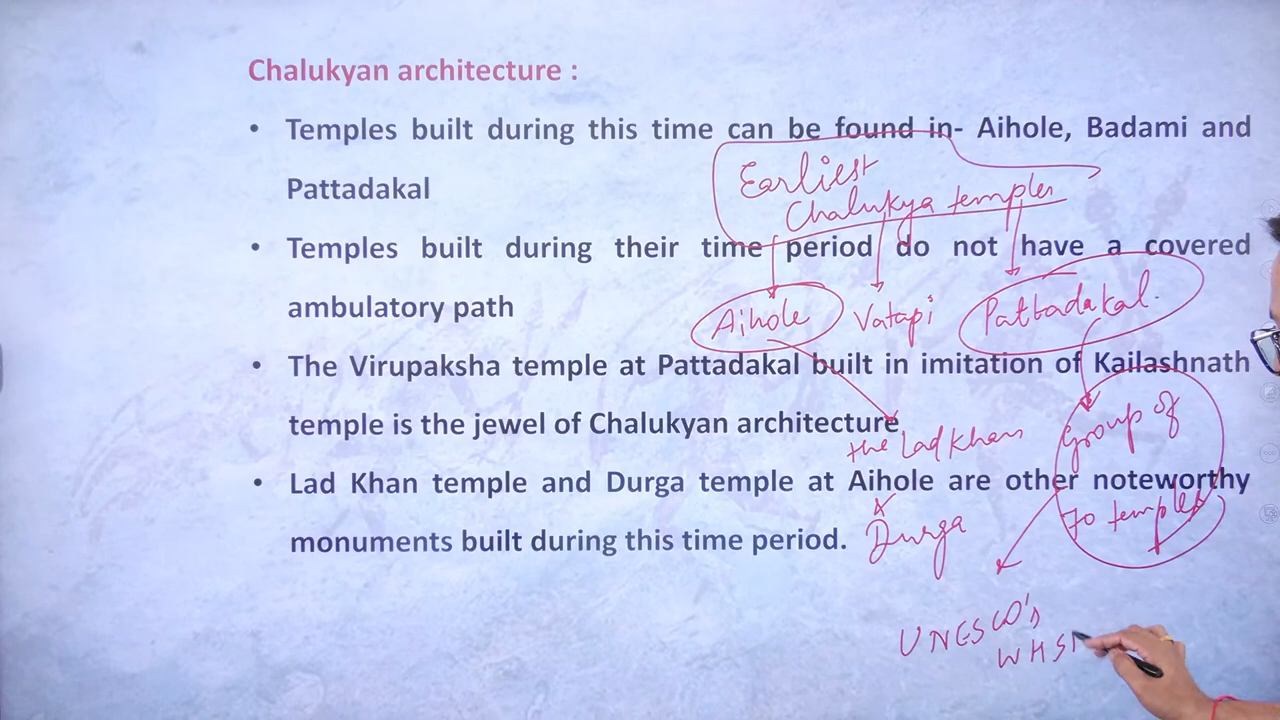 Chalukyan architecture :
• Temples built during this time can be found in- Aihole, Badami and
Pattadakal
Earliest
Chalukya temples
• Temples built during their time period do not have a covered
ambulatory path
Aihole Vatapi Pattadakal.
• The Virupaksha temple at Pattadakal built in imitation of Kailashnath
temple is the jewel of Chalukyan architecture
the Lad Khan
Group of
70 temples
• Lad Khan temple and Durga temple at Aihole are other noteworthy
monuments built during this time period.
Durga
UNESCO's
WHS